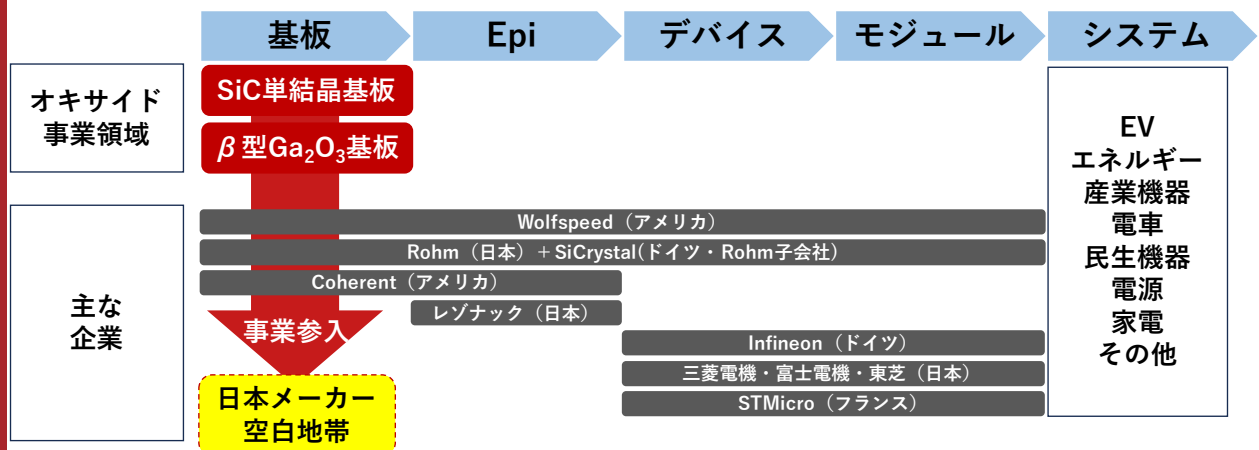 基板
Epi
デバイス
モジュール
システム
オキサイド
事業領域
SiC単結晶基板
β型Ga₂O₃基板
主な
企業
Wolfspeed（アメリカ）
Rohm（日本）＋SiCrystal(ドイツ・Rohm子会社)
Coherent（アメリカ）
レゾナック（日本）
事業参入
Infineon（ドイツ）
三菱電機・富士電機・東芝（日本）
STMicro（フランス）
日本メーカー
空白地帯
EV
エネルギー
産業機器
電車
民生機器
電源
家電
その他